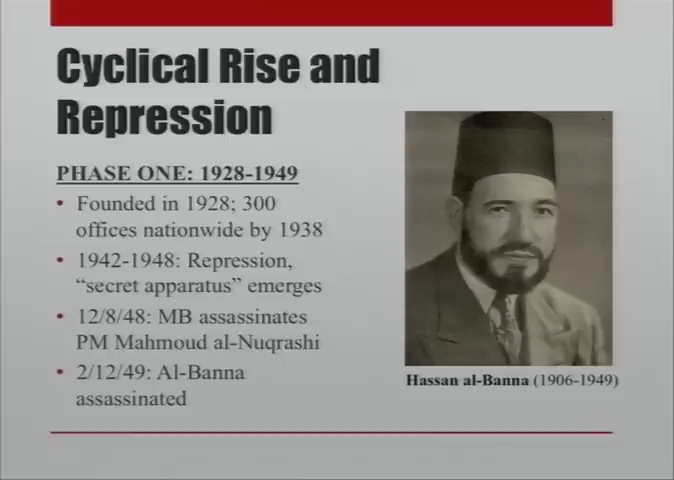 Cyclical Rise and
Repression
PHASE ONE: 1928-1949
• Founded in 1928; 300
offices nationwide by 1938
• 1942-1948: Repression,
“secret apparatus” emerges
• 12/8/48: MB assassinates
PM Mahmoud al-Nuqrashi
• 2/12/49: Al-Banna
assassinated
Hassan al-Banna (1906-1949)